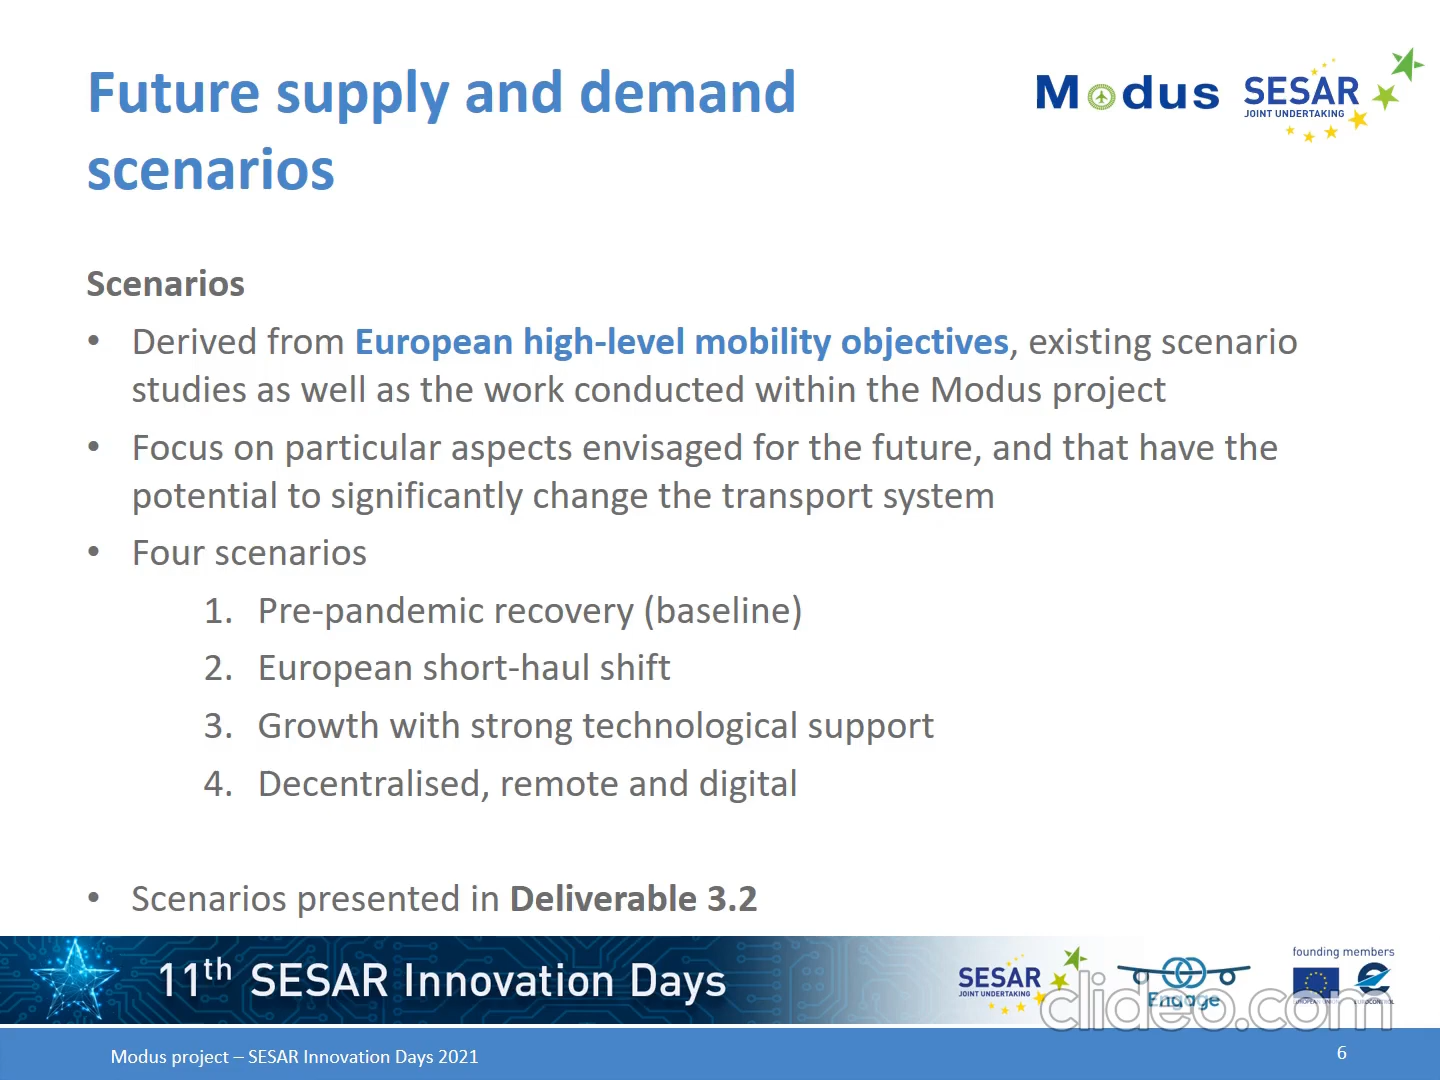 Future supply and demand
scenarios
Modus
SESAR
JOINT UNDERTAKING
Scenarios
• Derived from European high-level mobility objectives, existing scenario
studies as well as the work conducted within the Modus project
• Focus on particular aspects envisaged for the future, and that have the
potential to significantly change the transport system
• Four scenarios
1. Pre-pandemic recovery (baseline)
2. European short-haul shift
3. Growth with strong technological support
4. Decentralised, remote and digital
• Scenarios presented in Deliverable 3.2
11th SESAR Innovation Days
SESAR
JOINT UNDERTAKING
Engage
founding members
EUROPEAN UNION
EUROCONTROL
clideo.com
Modus project – SESAR Innovation Days 2021
6